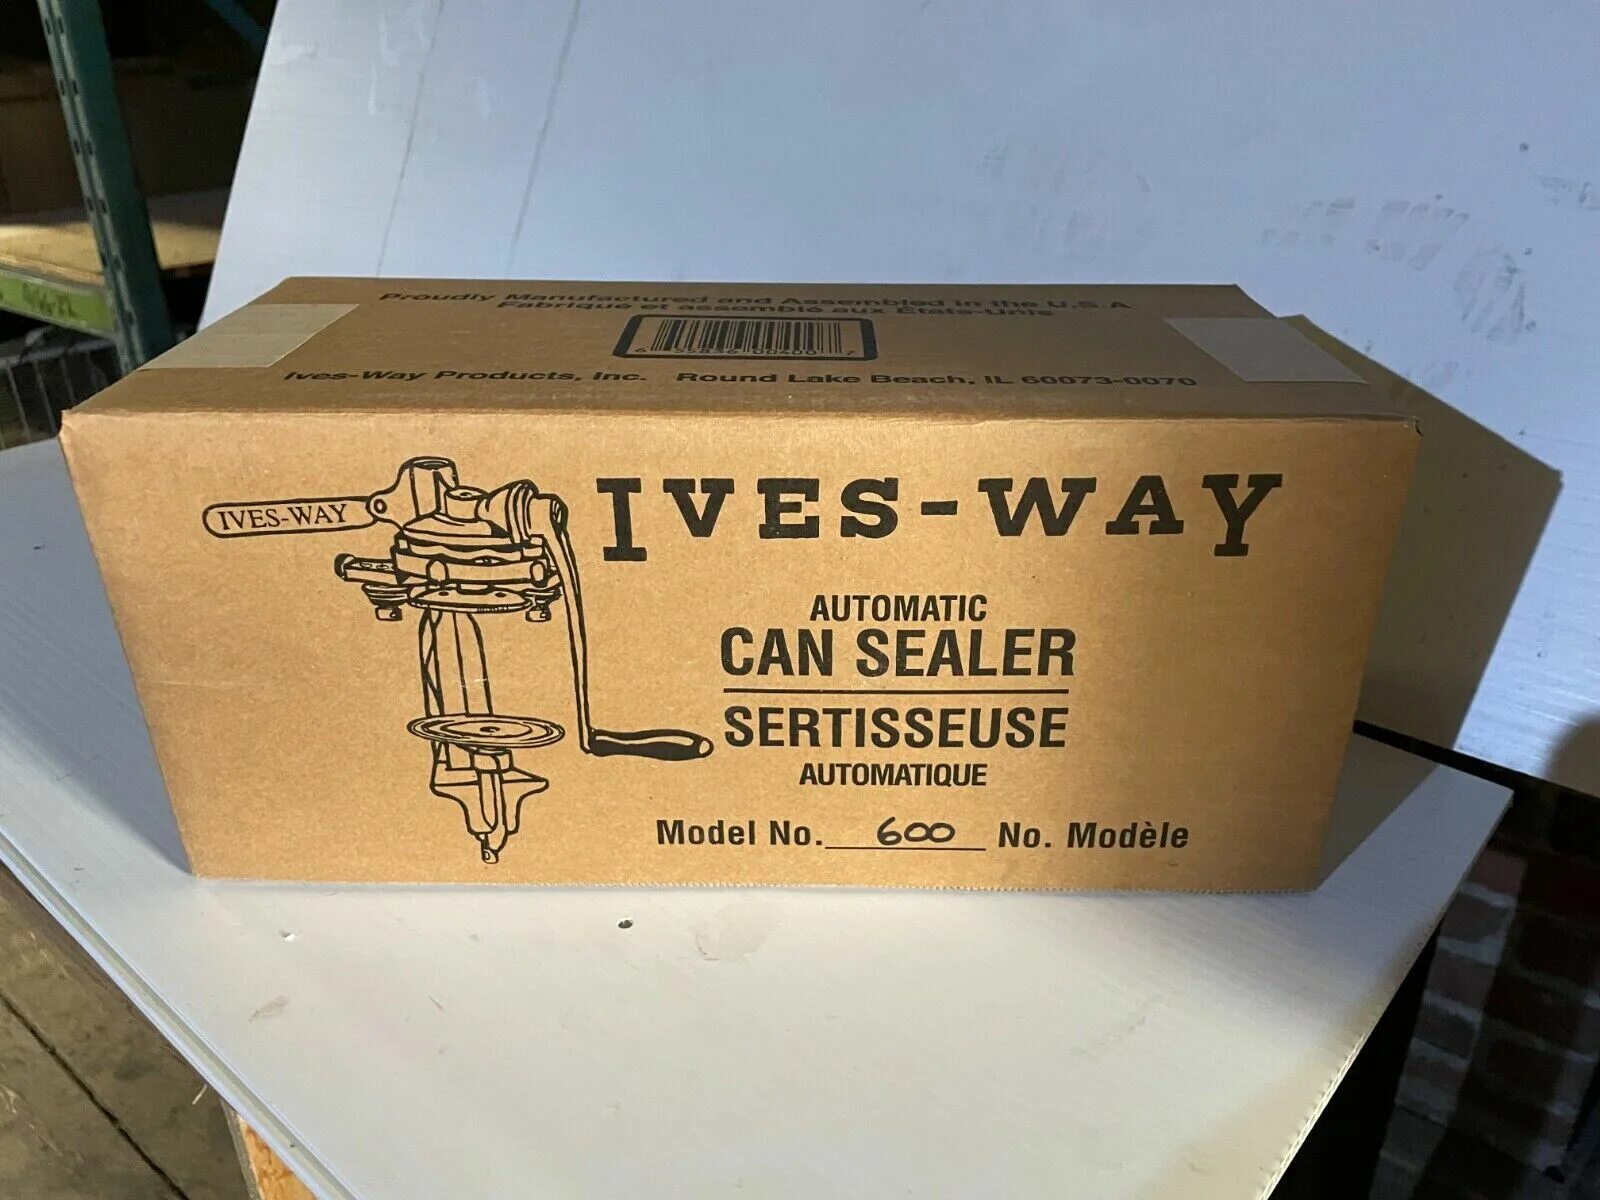 Proudly Manufactured and Assembled in the U.S.A
Fabriqué et assemblé aux États-Unis
Ives-Way Products, Inc. Round Lake Beach, IL 60073-0070
IVES-WAY
IVES-WAY
AUTOMATIC
CAN SEALER
SERTISSEUSE
AUTOMATIQUE
Model No. 600 No. Modèle